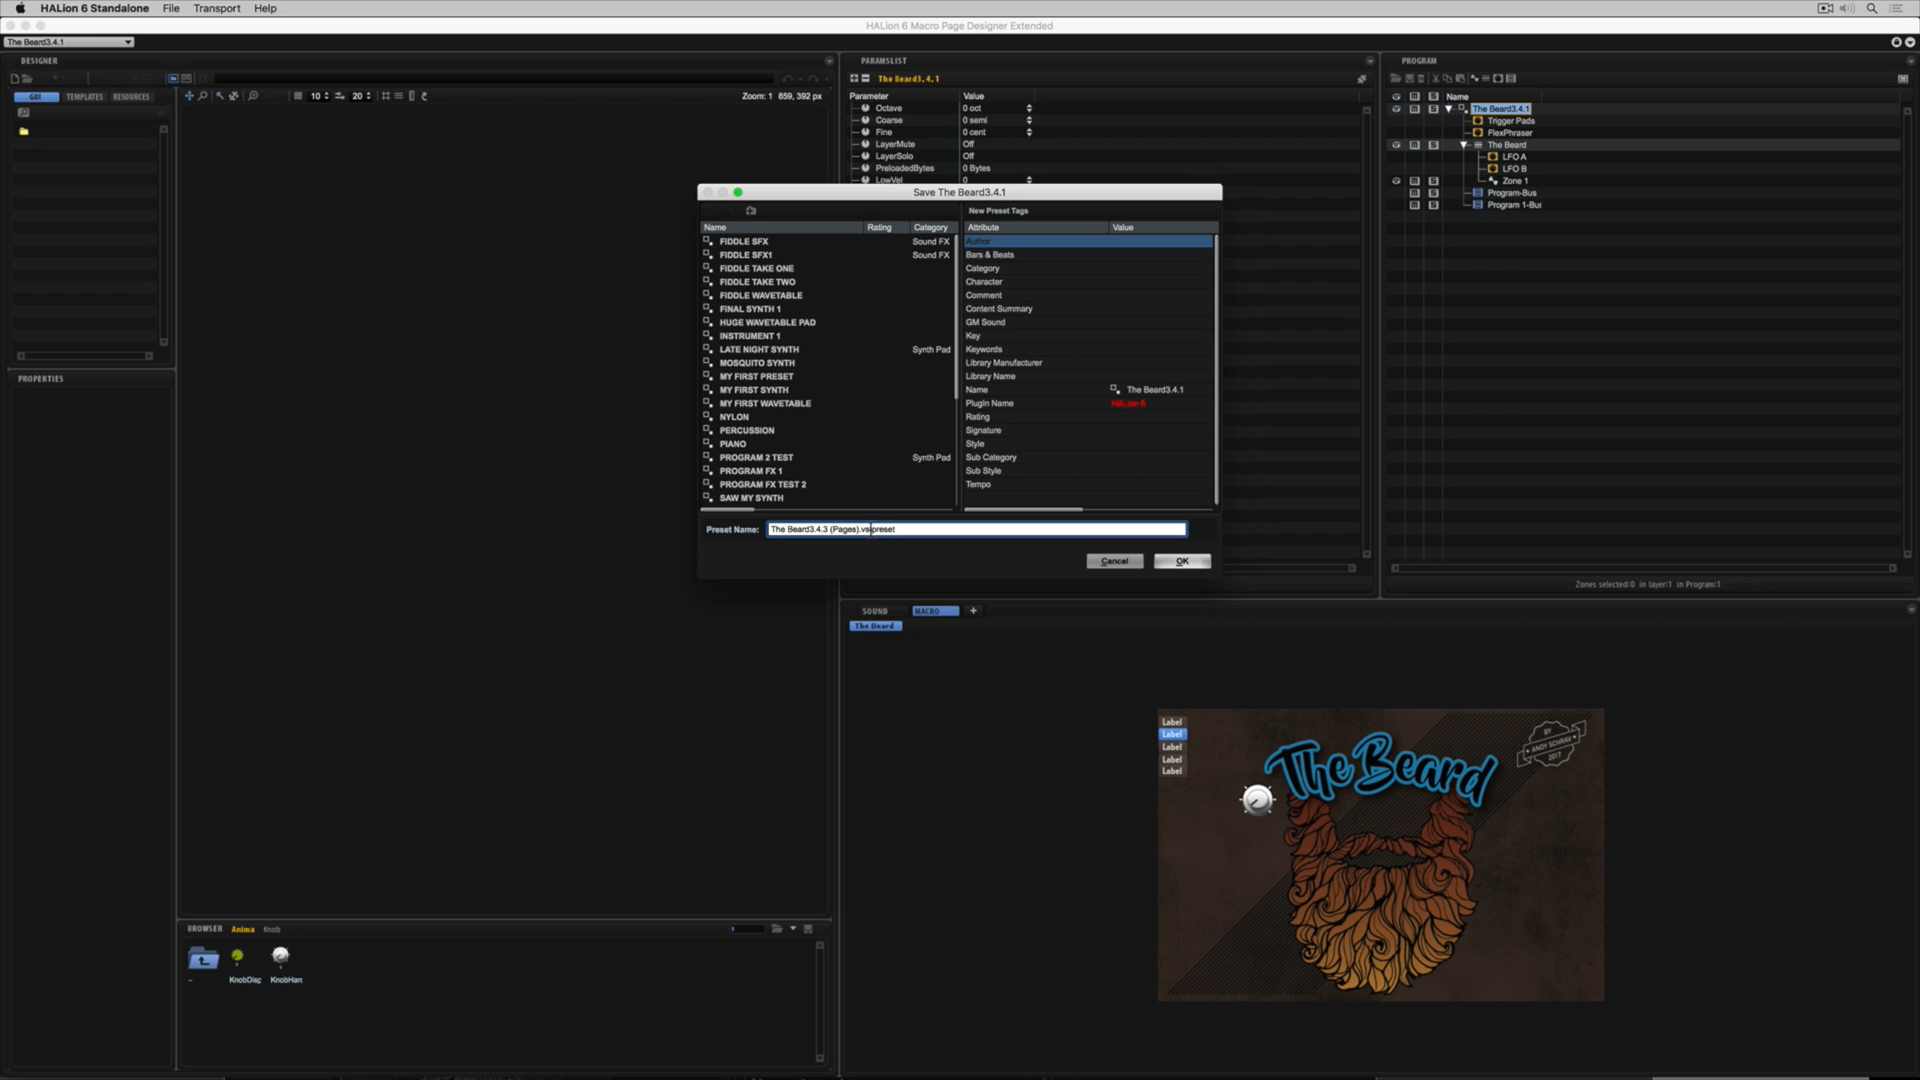 HALion 6 Standalone File Transport Help
HALion 6 Macro Page Designer Extended
The Beard3.4.1
DESIGNER
GUI TEMPLATES RESOURCES
10 20 Zoom: 1 859, 392 px
PROPERTIES
PARAMSLIST
The Beard3.4.1
Parameter Value
Octave 0 oct
Coarse 0 semi
Fine 0 cent
LayerMute Off
LayerSolo Off
PreloadedBytes 0 Bytes
LowVel 0
PROGRAM
Name
The Beard3.4.1
Trigger Pads
FlexPhraser
The Beard
LFO A
LFO B
Zone 1
Program-Bus
Program 1-Bus
Zones selected:0 in layer:1 in Program:1
Save The Beard3.4.1
New Preset Tags
Name Rating Category
FIDDLE SFX Sound FX
FIDDLE SFX1 Sound FX
FIDDLE TAKE ONE
FIDDLE TAKE TWO
FIDDLE WAVETABLE
FINAL SYNTH 1
HUGE WAVETABLE PAD
INSTRUMENT 1
LATE NIGHT SYNTH Synth Pad
MOSQUITO SYNTH
MY FIRST PRESET
MY FIRST SYNTH
MY FIRST WAVETABLE
NYLON
PERCUSSION
PIANO
PROGRAM 2 TEST Synth Pad
PROGRAM FX 1
PROGRAM FX TEST 2
SAW MY SYNTH
Attribute Value
Author
Bars & Beats
Category
Character
Comment
Content Summary
GM Sound
Key
Keywords
Library Manufacturer
Library Name
Name The Beard3.4.1
PlugIn Name HALion 6
Rating
Signature
Style
Sub Category
Sub Style
Tempo
Preset Name: The Beard3.4.3 (Pages).vstpreset
Cancel OK
SOUND MACRO +
The Beard
Label
Label
Label
Label
Label
The Beard
BY
ANDY SCHRAV
2017
BROWSER Anima Knob
..
KnobDisp
KnobHan